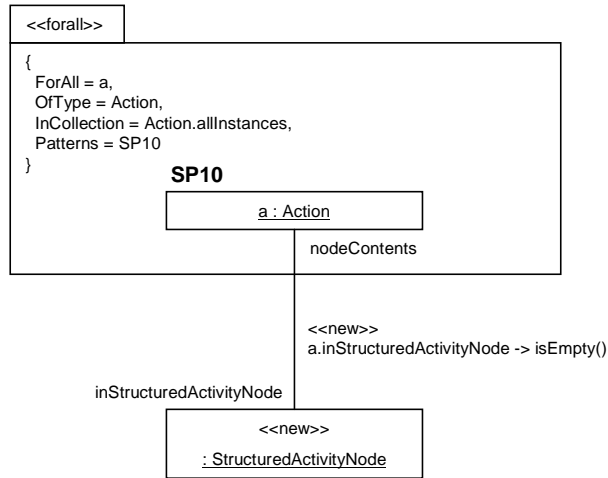 <<forall>>
{
ForAll = a,
OfType = Action,
InCollection = Action.allInstances,
Patterns = SP10
}
SP10
a : Action
nodeContents
<<new>>
a.inStructuredActivityNode -> isEmpty()
inStructuredActivityNode
<<new>>
: StructuredActivityNode